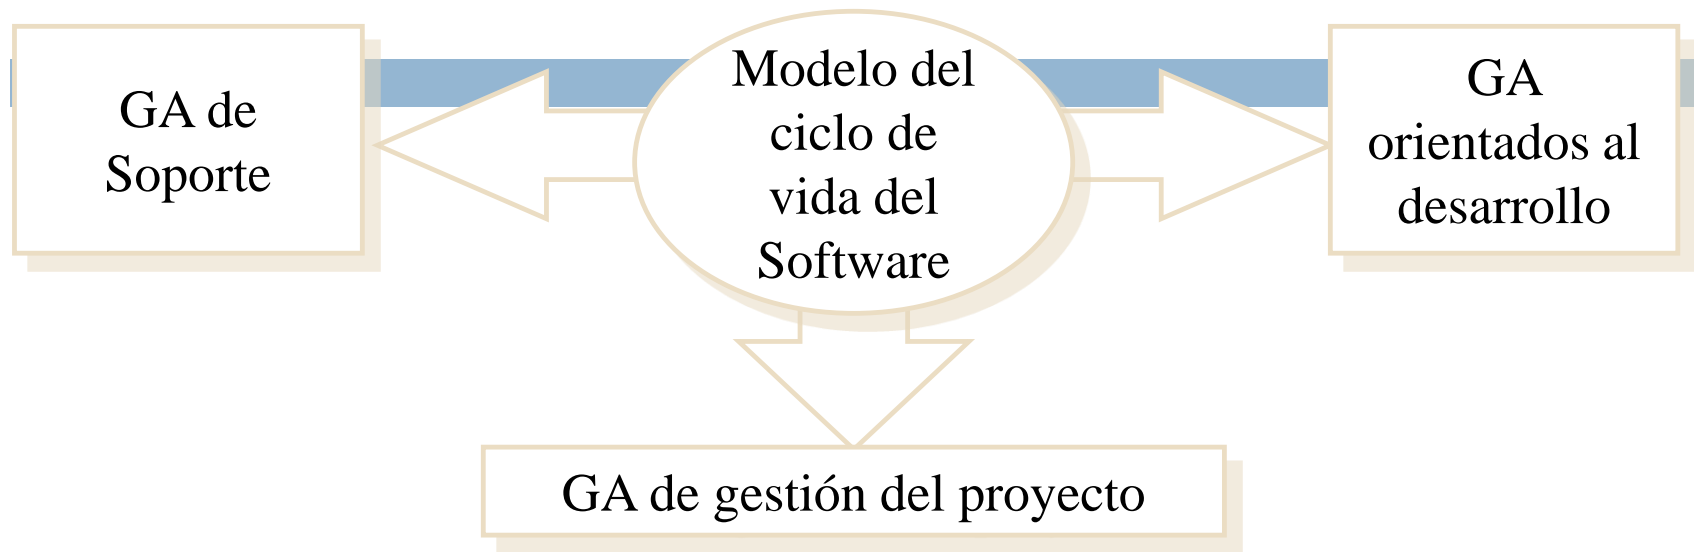 GA de
Soporte
Modelo del
ciclo de
vida del
Software
GA
orientados al
desarrollo
GA de gestión del proyecto